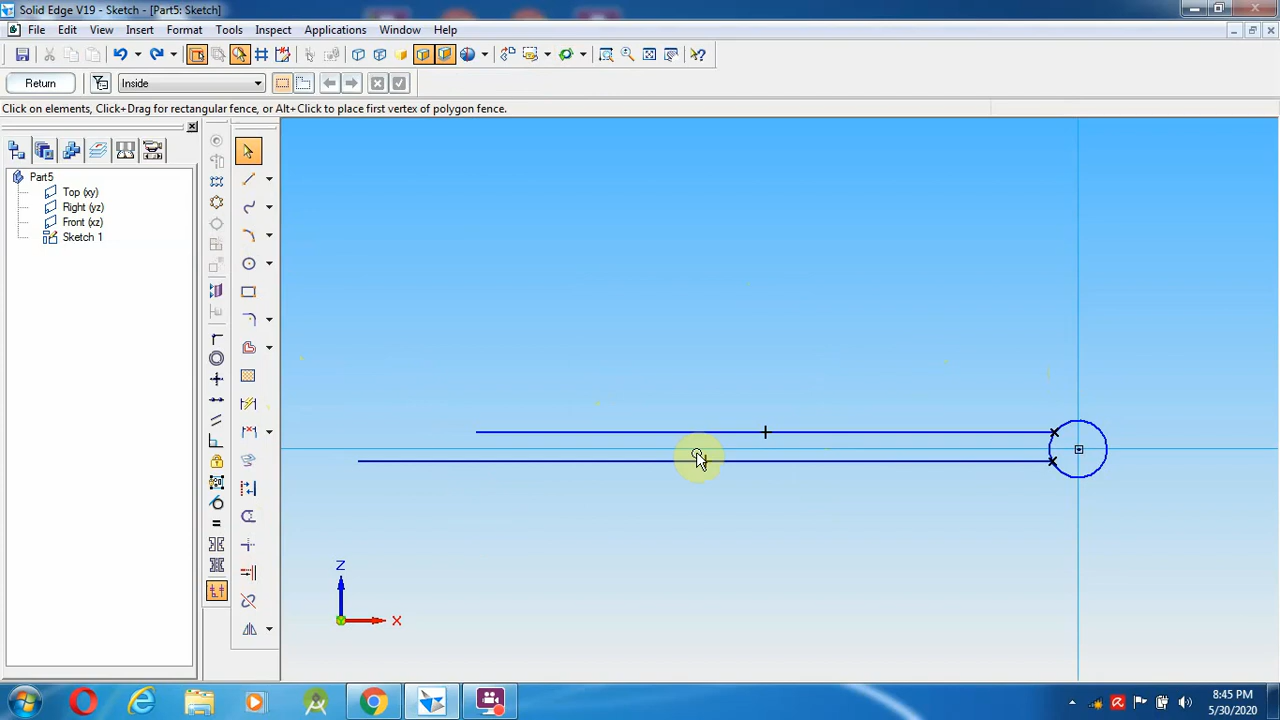 Solid Edge V19 - Sketch - [Part5: Sketch]
File Edit View Insert Format Tools Inspect Applications Window Help
Return Inside
Click on elements, Click+Drag for rectangular fence, or Alt+Click to place first vertex of polygon fence.
Part5
Top (xy)
Right (yz)
Front (xz)
Sketch 1
Z
X
8:45 PM
5/30/2020